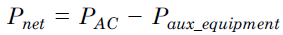 P_net = P_AC − P_aux_equipment